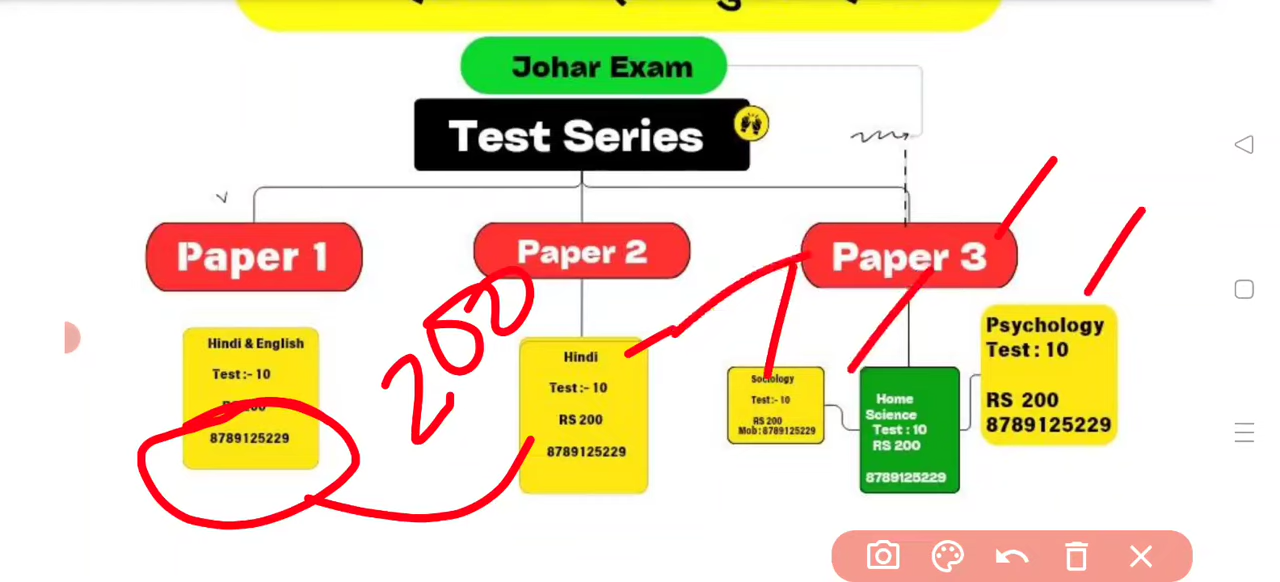 Johar Exam
Test Series
Paper 1
Paper 2
Paper 3
Hindi & English
Test :- 10
RS 200
8789125229
200
Hindi
Test :- 10
RS 200
8789125229
Sociology
Test :- 10
RS 200
Mob : 8789125229
Home
Science
Test : 10
RS 200
8789125229
Psychology
Test : 10
RS 200
8789125229